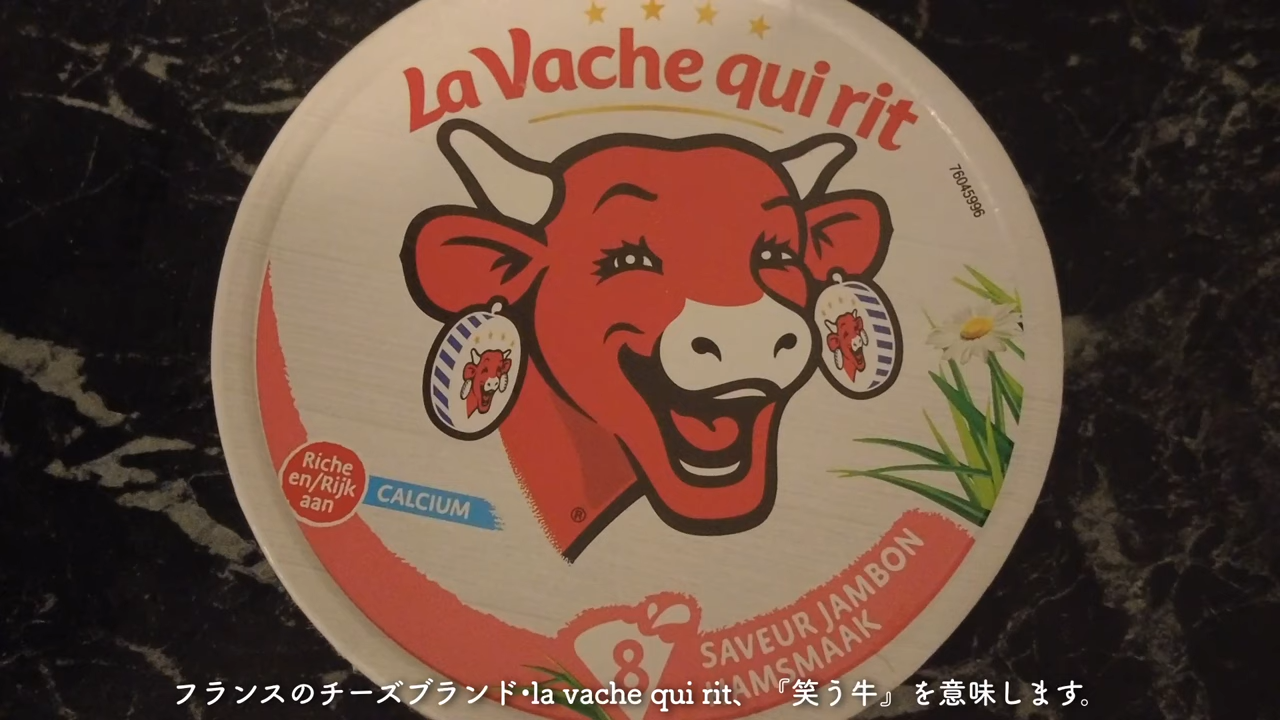 La Vache qui rit
76045996
Riche
en/Rijk
aan
CALCIUM
®
8
SAVEUR JAMBON
HAMSMAAK
フランスのチーズブランド・la vache qui rit、『笑う牛』を意味します。